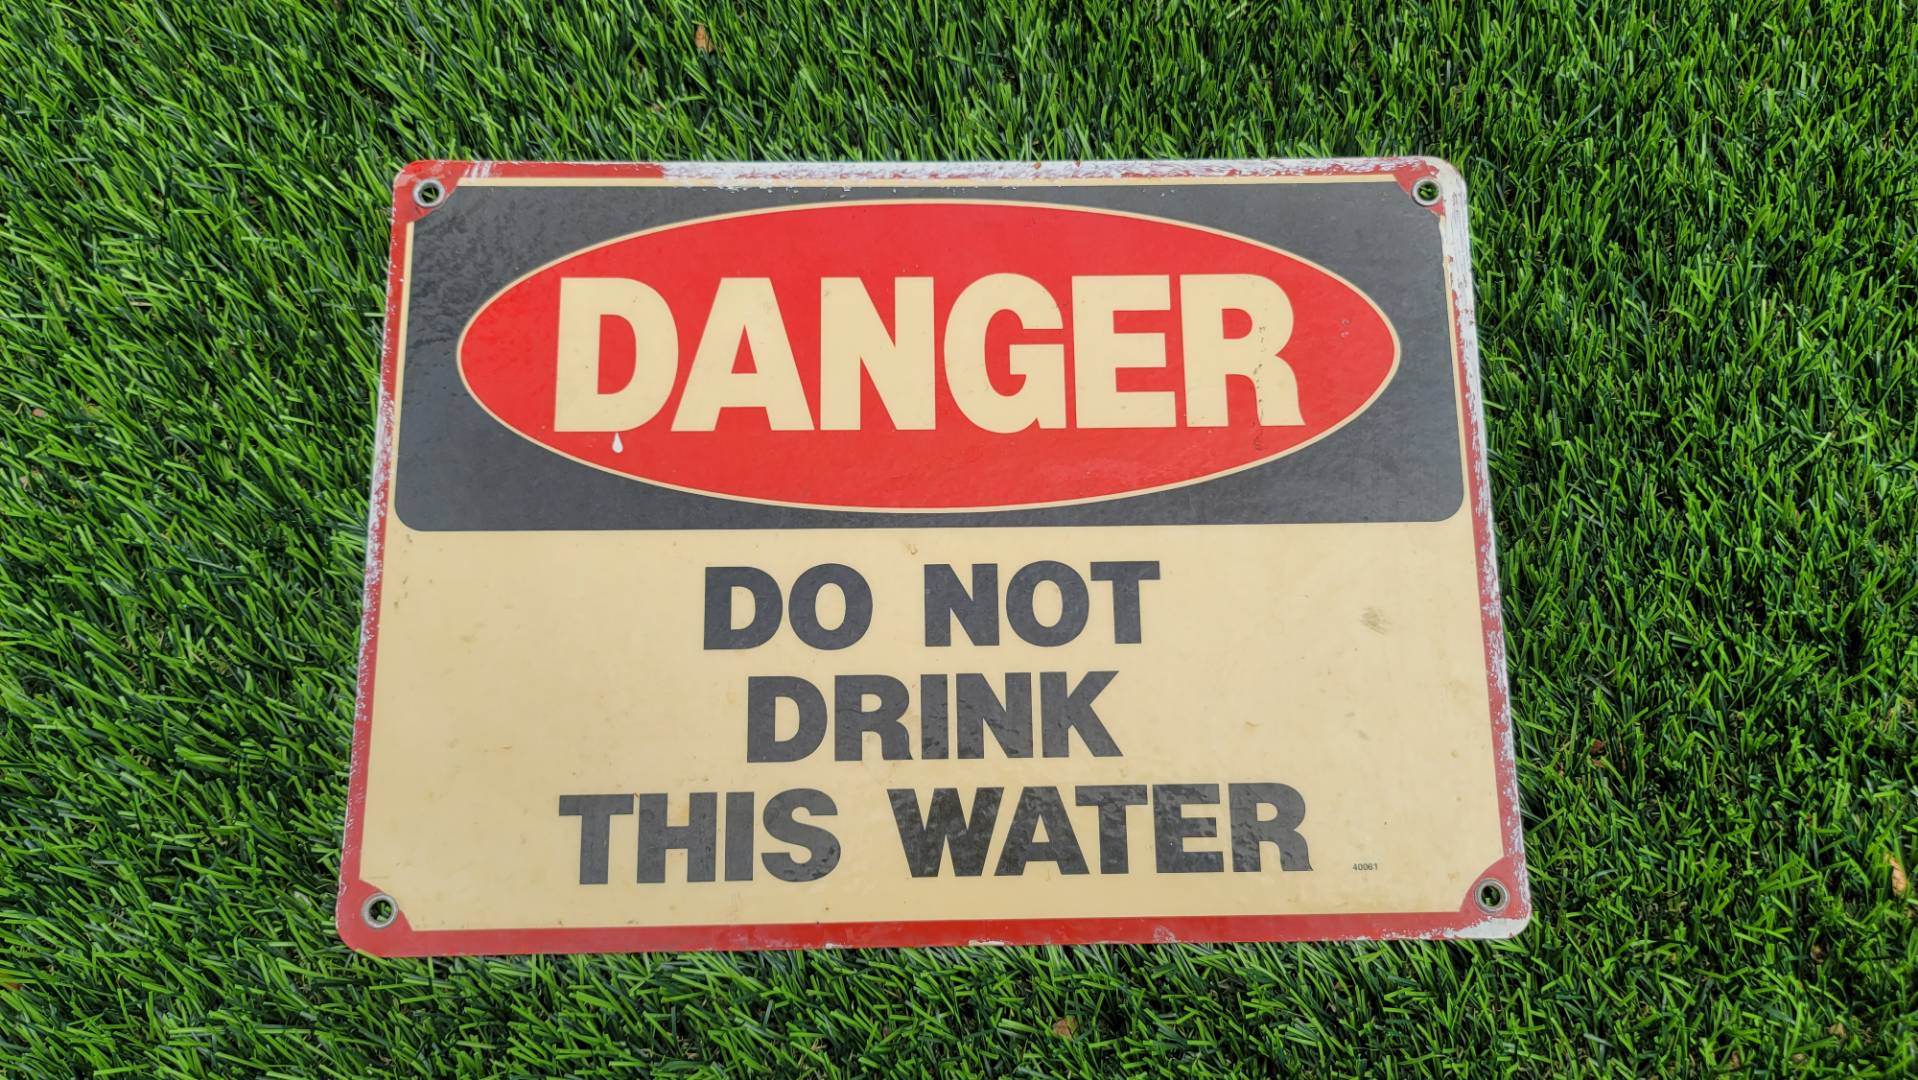 DANGER
DO NOT
DRINK
THIS WATER
40061